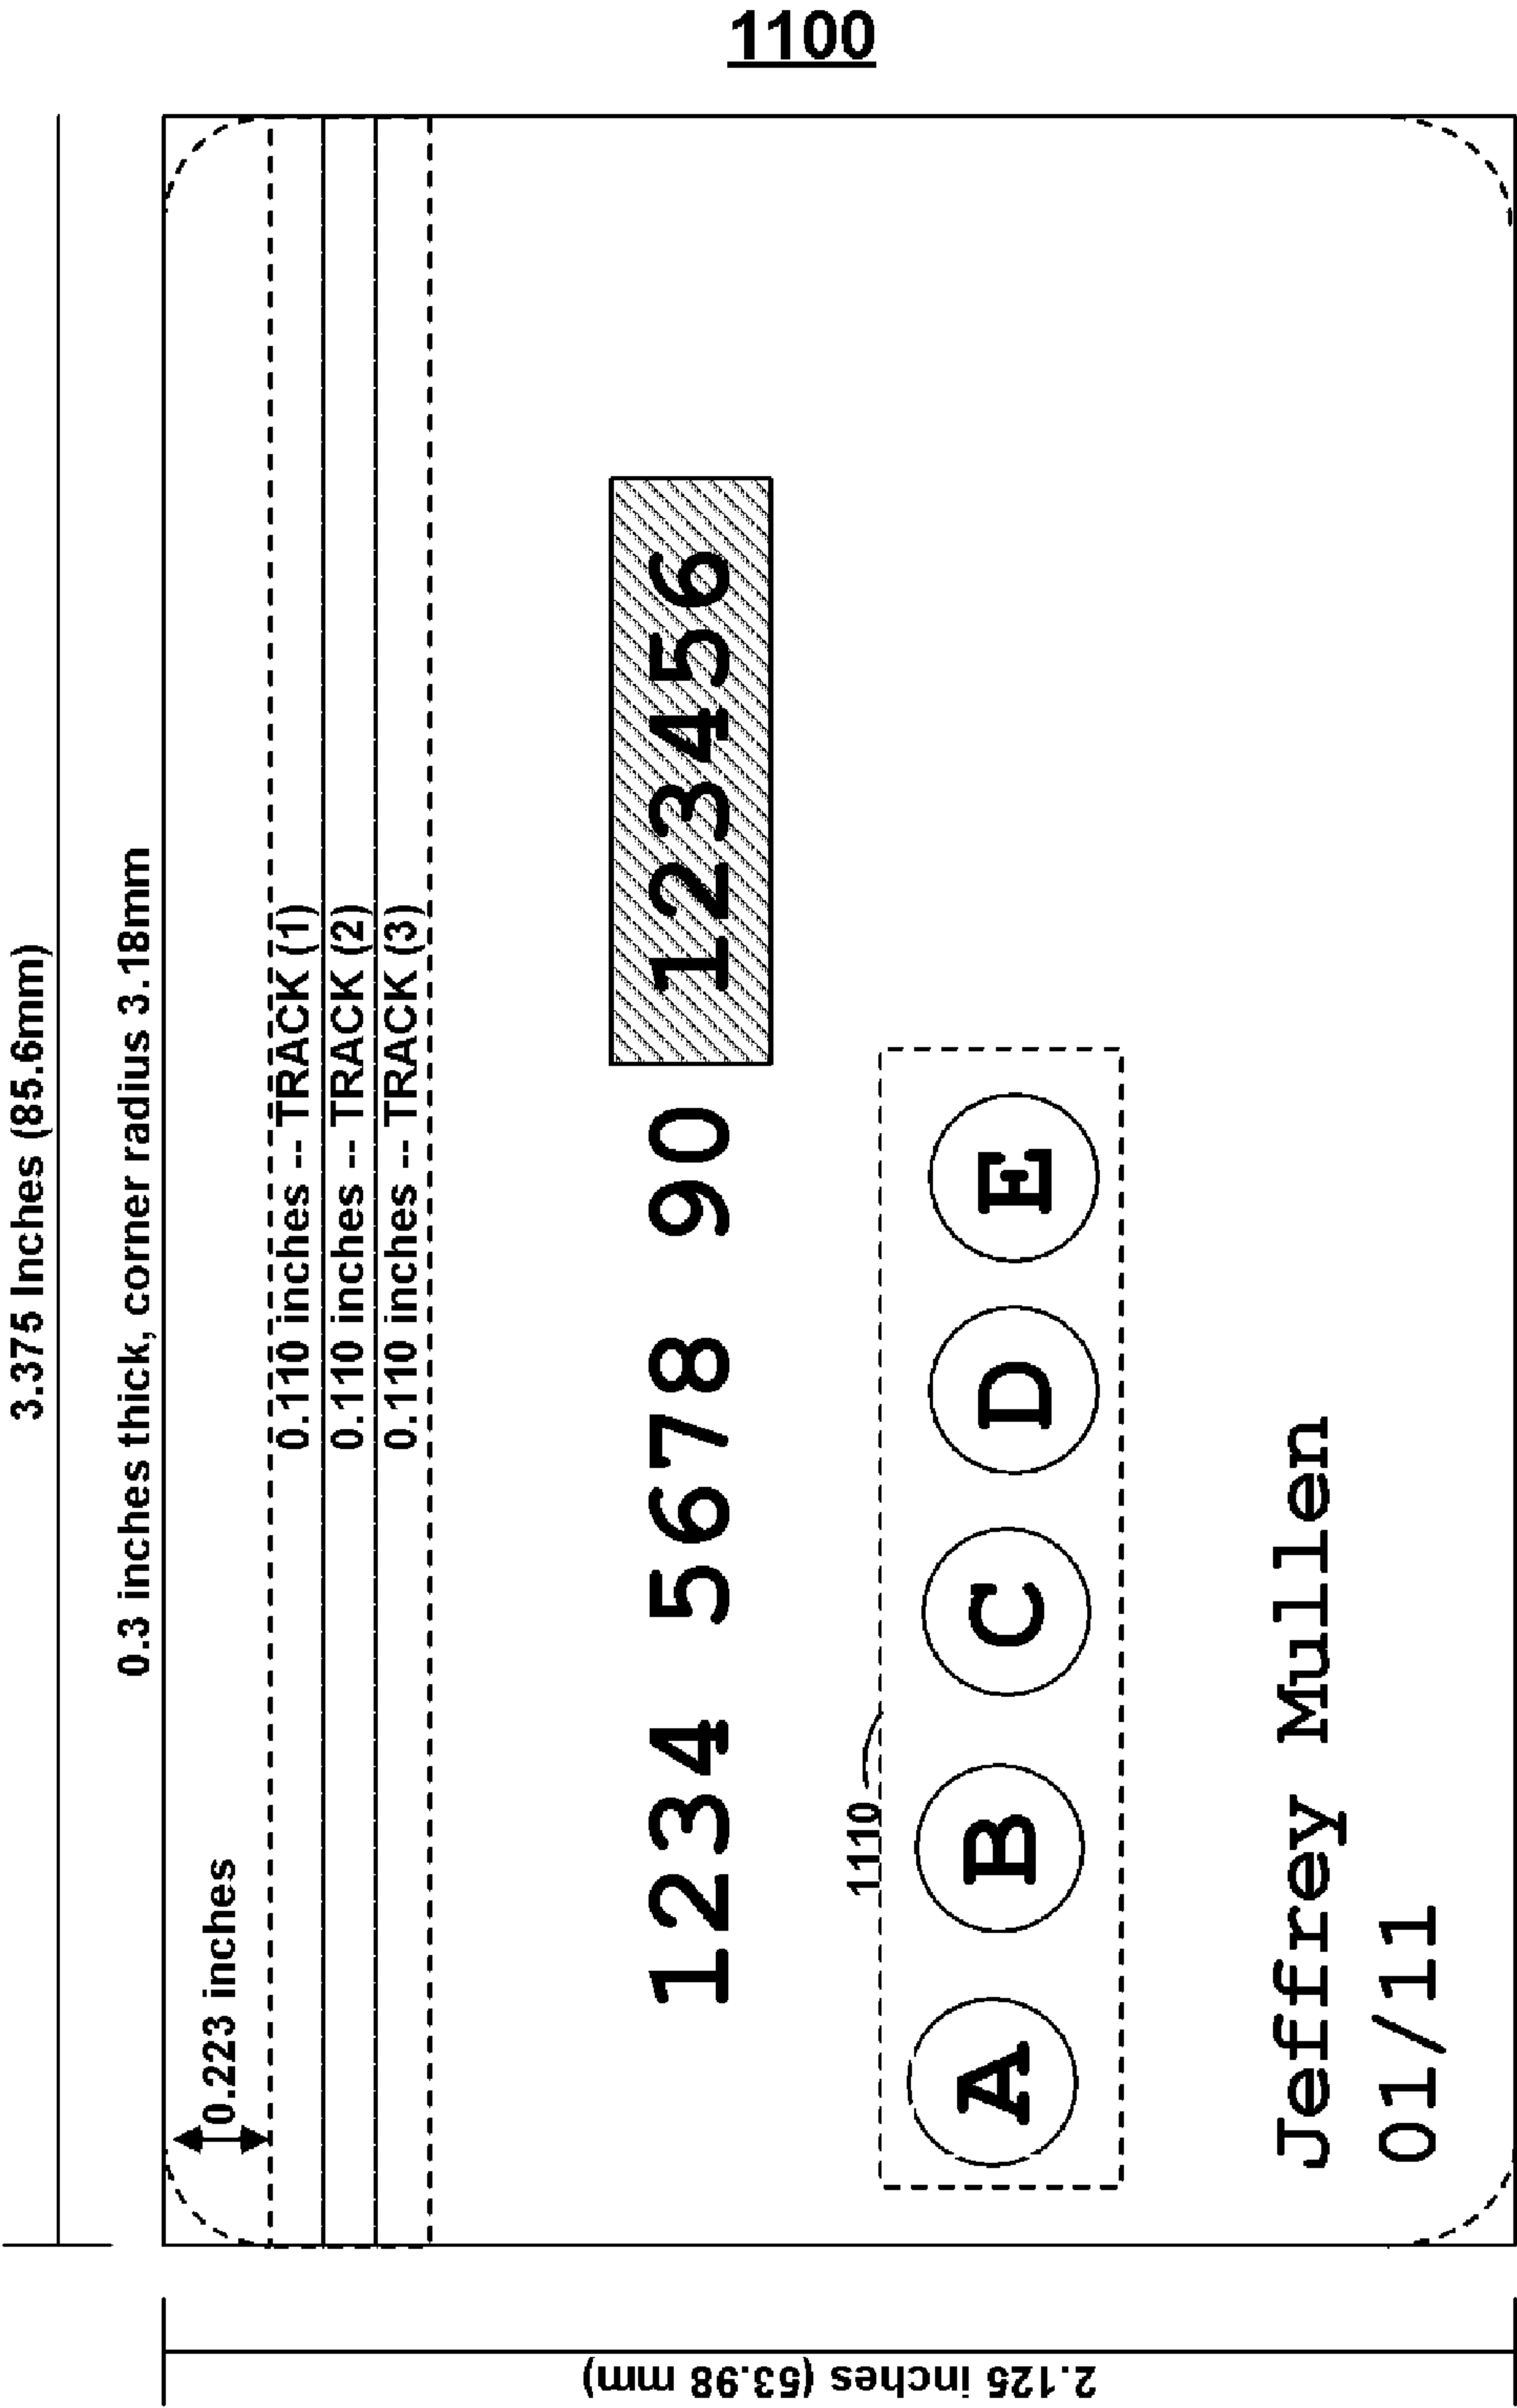 1100
3.375 Inches (85.6mm)
0.3 inches thick, corner radius 3.18mm
0.223 inches
0.110 inches -- TRACK (1)
0.110 inches -- TRACK (2)
0.110 inches -- TRACK (3)
1234 5678 90 123456
1110
A B C D E
Jeffrey Mullen
01/11
2.125 inches (53.98 mm)